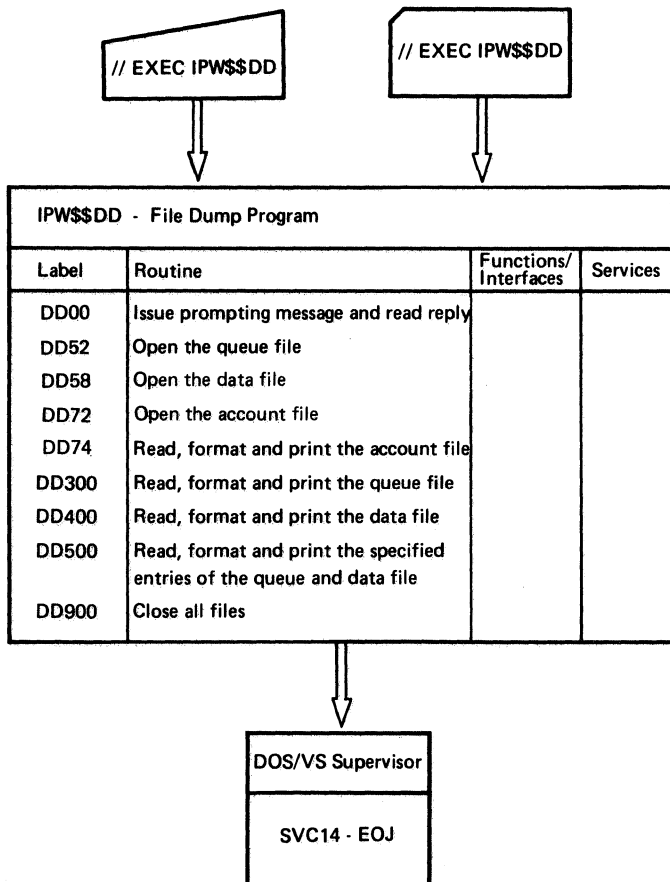 // EXEC IPW$$DD
// EXEC IPW$$DD
IPW$$DD - File Dump Program
Label Routine Functions/ Services
Interfaces
DD00 Issue prompting message and read reply
DD52 Open the queue file
DD58 Open the data file
DD72 Open the account file
DD74 Read, format and print the account file
DD300 Read, format and print the queue file
DD400 Read, format and print the data file
DD500 Read, format and print the specified
entries of the queue and data file
DD900 Close all files
DOS/VS Supervisor
SVC14 - EOJ